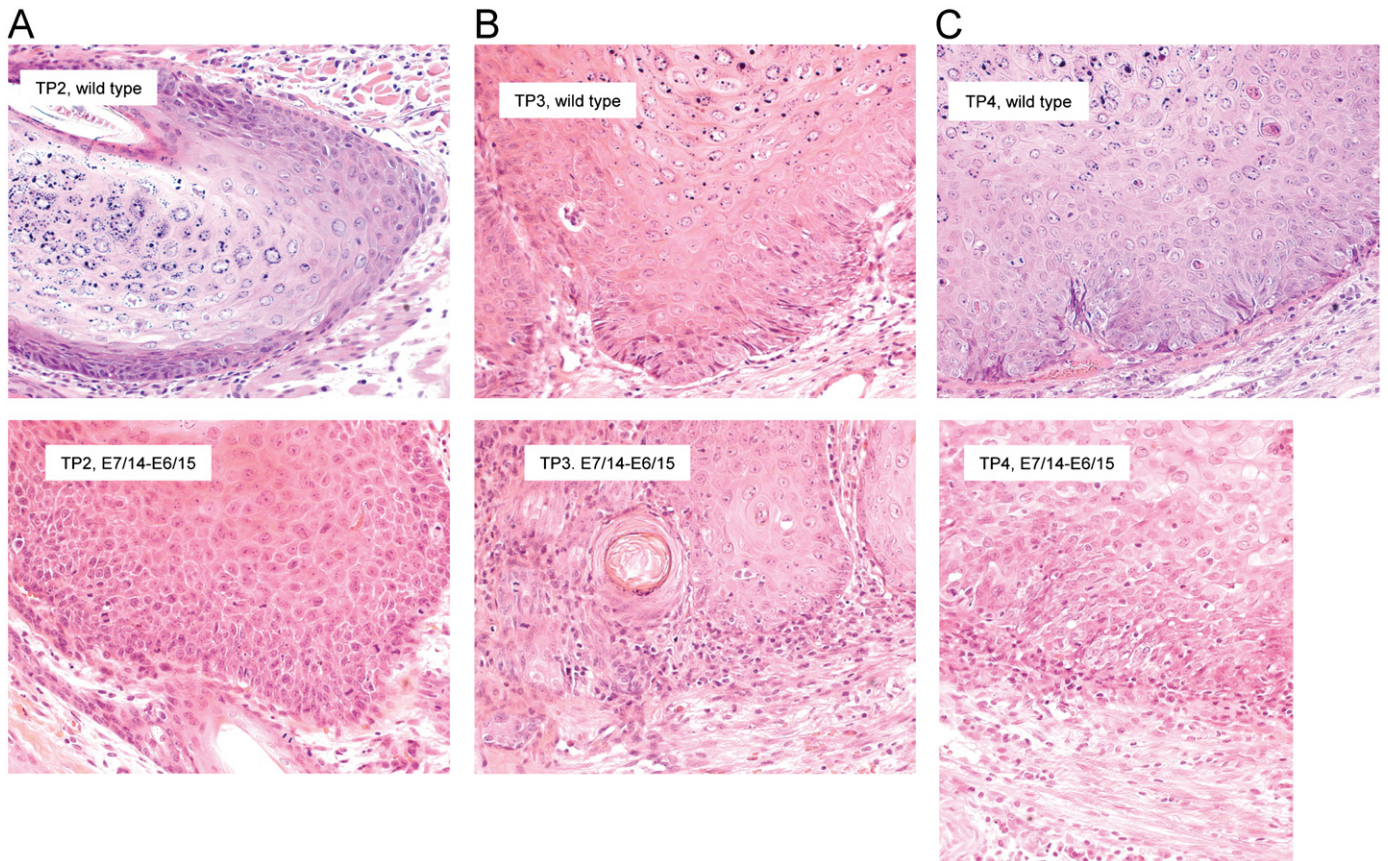 A
B
C
TP2, wild type
TP3, wild type
TP4, wild type
TP2, E7/14-E6/15
TP3. E7/14-E6/15
TP4, E7/14-E6/15